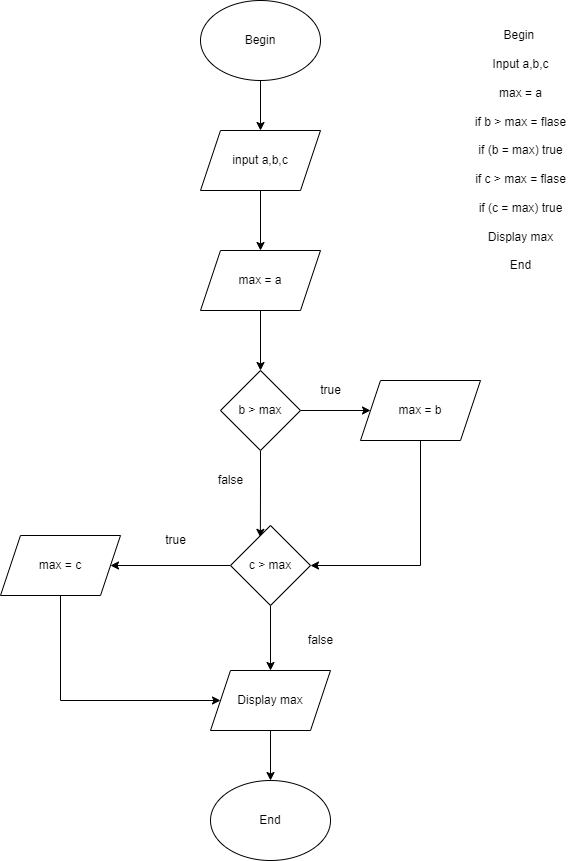 Begin
input a,b,c
max = a
b > max
true
max = b
false
c > max
true
max = c
false
Display max
End
Begin
Input a,b,c
max = a
if b > max = flase
if (b = max) true
if c > max = flase
if (c = max) true
Display max
End